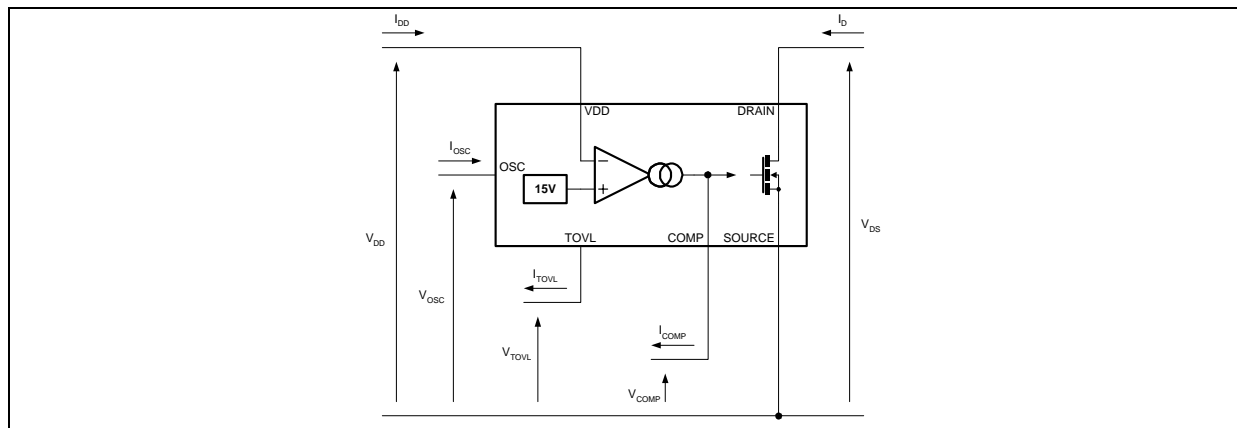 IDD
ID
VDD
DRAIN
IOSC
OSC
15V
−
+
TOVL
COMP
SOURCE
VDD
VDS
ITOVL
VOSC
ICOMP
VTOVL
VCOMP